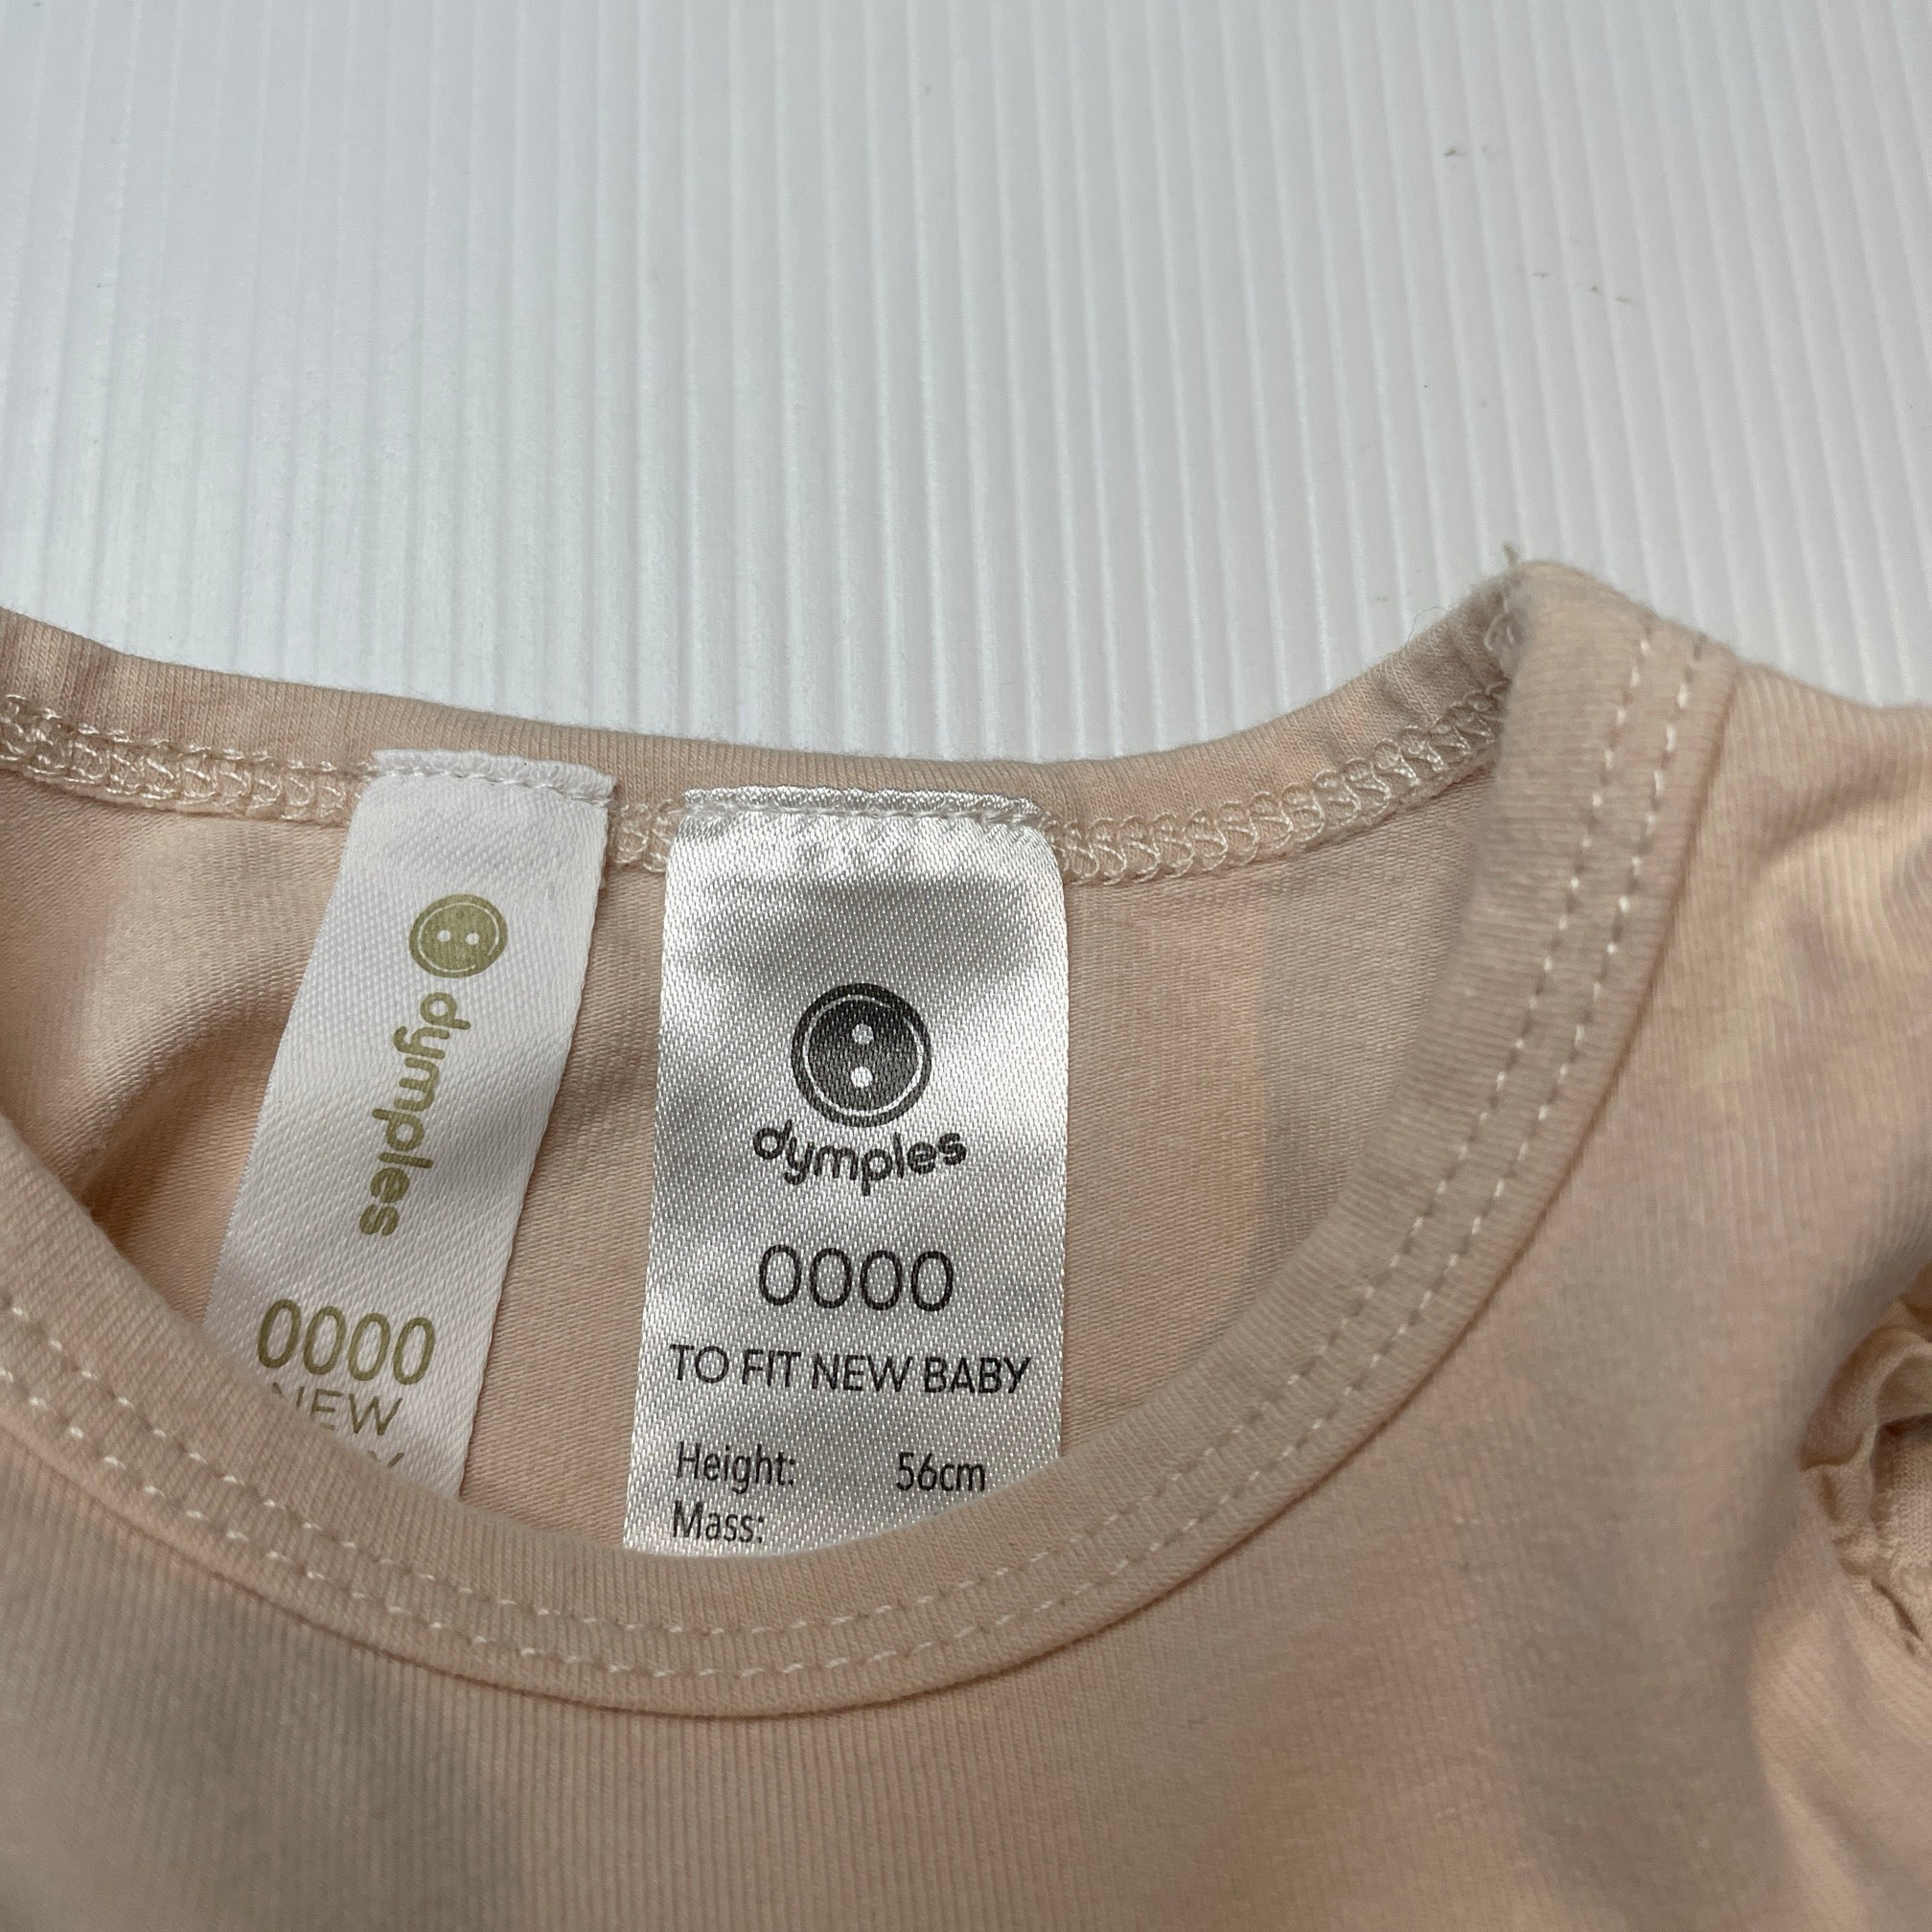 dymples
0000
NEW
dymples
0000
TO FIT NEW BABY
Height: 56cm
Mass: